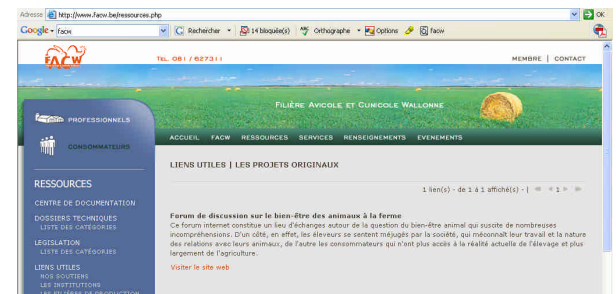 Adresse http://www.facw.be/ressources.php OK
Google - facw Rechercher 14 bloquée(s) Orthographe Options facw
FACW TEL. 081 / 627311 MEMBRE | CONTACT
FILIÈRE AVICOLE ET CUNICOLE WALLONNE
PROFESSIONNELS
CONSOMMATEURS
ACCUEIL FACW RESSOURCES SERVICES RENSEIGNEMENTS EVENEMENTS
LIENS UTILES | LES PROJETS ORIGINAUX
RESSOURCES
1 lien(s) - de 1 à 1 affiché(s) - | 1
CENTRE DE DOCUMENTATION
DOSSIERS TECHNIQUES
LISTE DES CATÉGORIES
LEGISLATION
LISTE DES CATÉGORIES
LIENS UTILES
NOS SOUTIENS
LES INSTITUTIONS
LES FILIÈRES DE PRODUCTION
Forum de discussion sur le bien-être des animaux à la ferme
Ce forum internet constitue un lieu d'échanges autour de la question du bien-être animal qui suscite de nombreuses
incompréhensions. D'un côté, en effet, les éleveurs se sentent méjugés par la société, qui méconnaît leur travail et la nature
des relations avec leurs animaux, de l'autre les consommateurs qui n'ont plus accès à la réalité actuelle de l'élevage et plus
largement de l'agriculture.
Visiter le site web